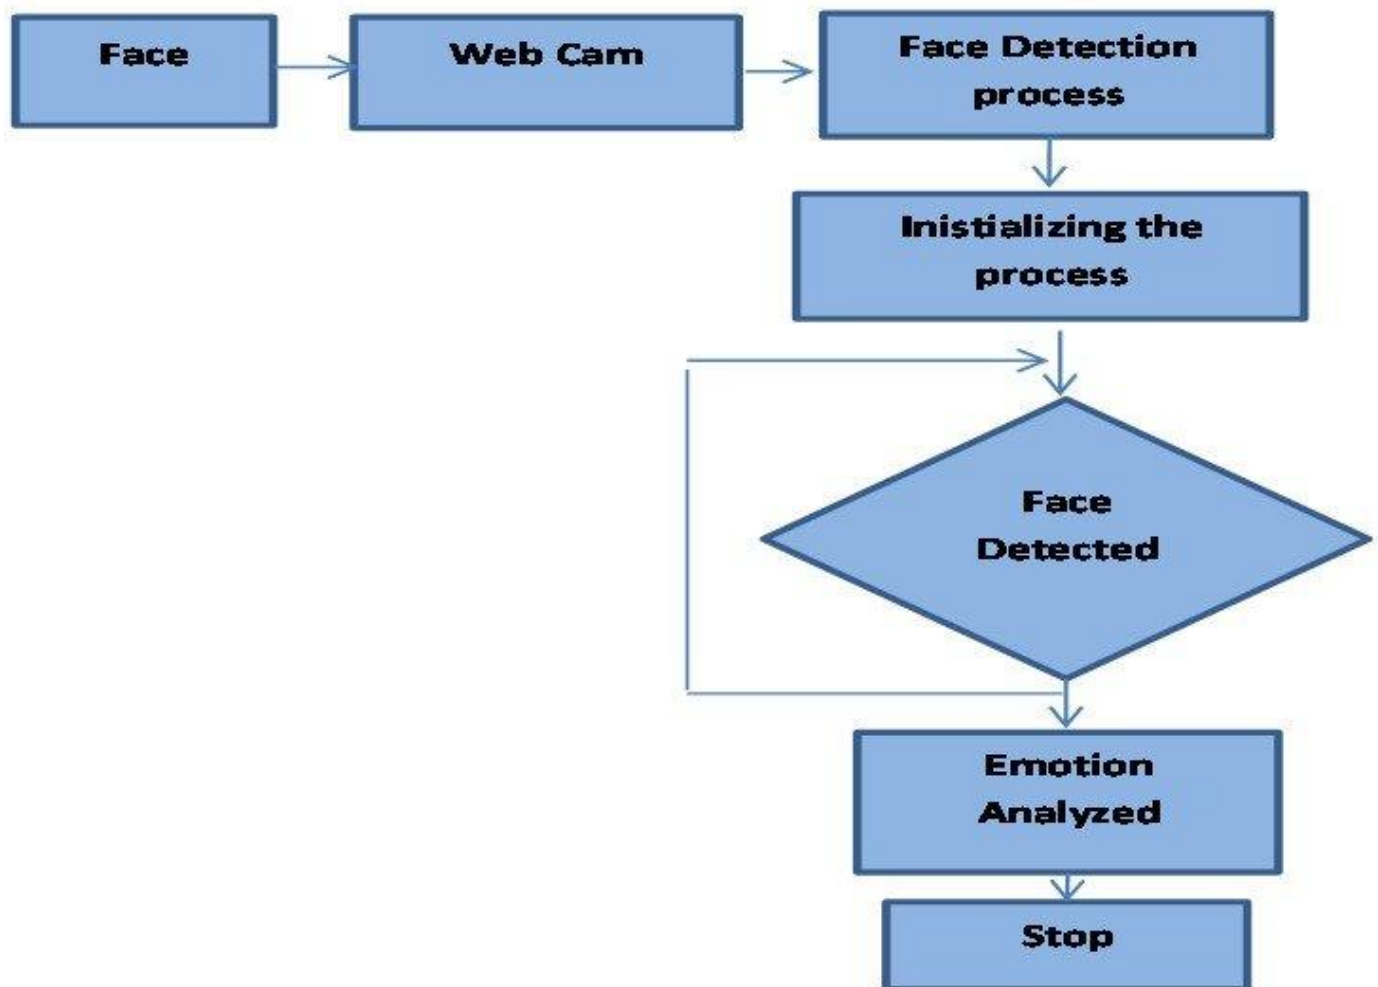 Face
Web Cam
Face Detection
process
Inistializing the
process
Face
Detected
Emotion
Analyzed
Stop